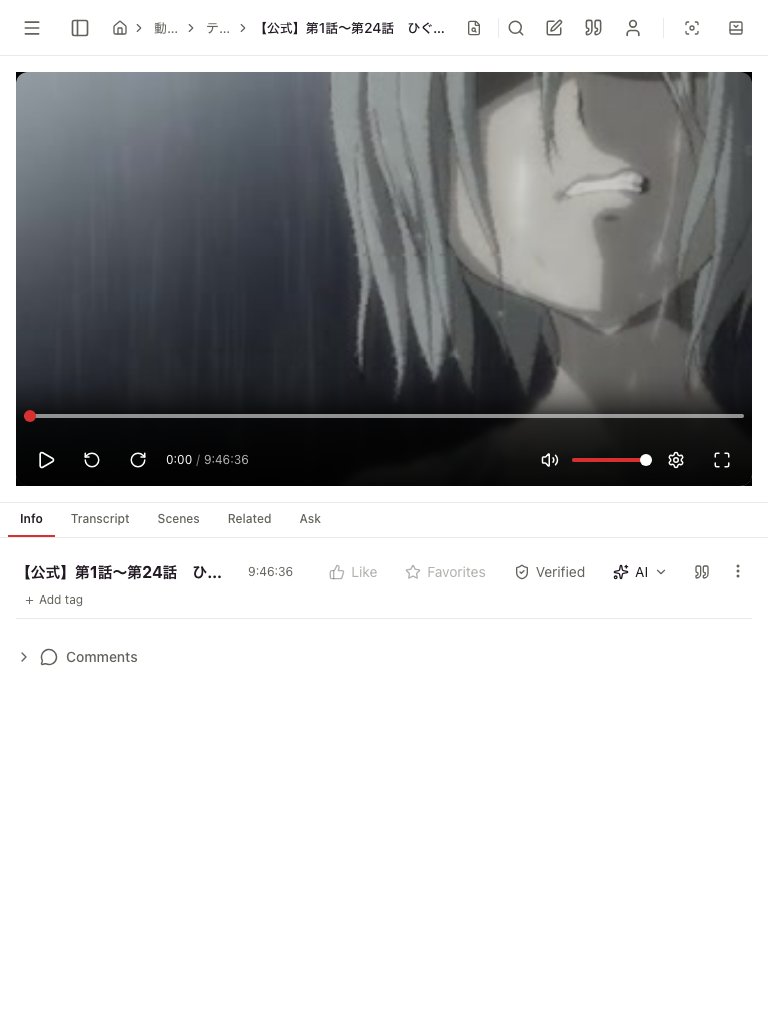 動...
テ...
【公式】第1話〜第24話　ひぐ...
0:00 / 9:46:36
Info
Transcript
Scenes
Related
Ask
【公式】第1話〜第24話　ひ...
9:46:36
Like
Favorites
Verified
AI
+ Add tag
Comments